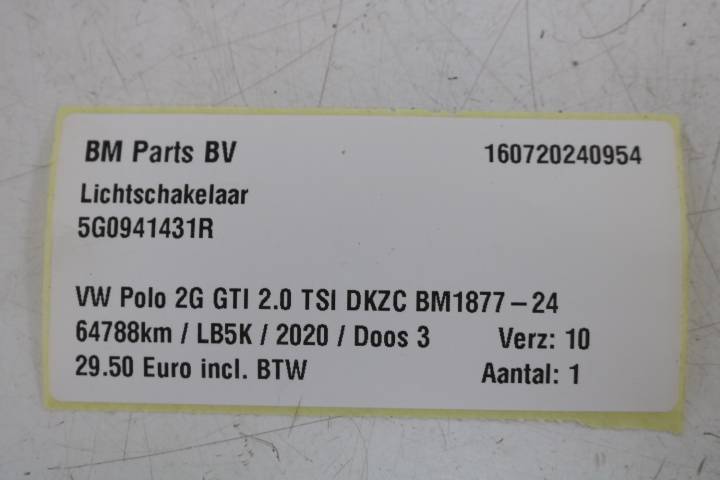 BM Parts BV 160720240954
Lichtschakelaar
5G0941431R
VW Polo 2G GTI 2.0 TSI DKZC BM1877-24
64788km / LB5K / 2020 / Doos 3 Verz: 10
29.50 Euro incl. BTW Aantal: 1